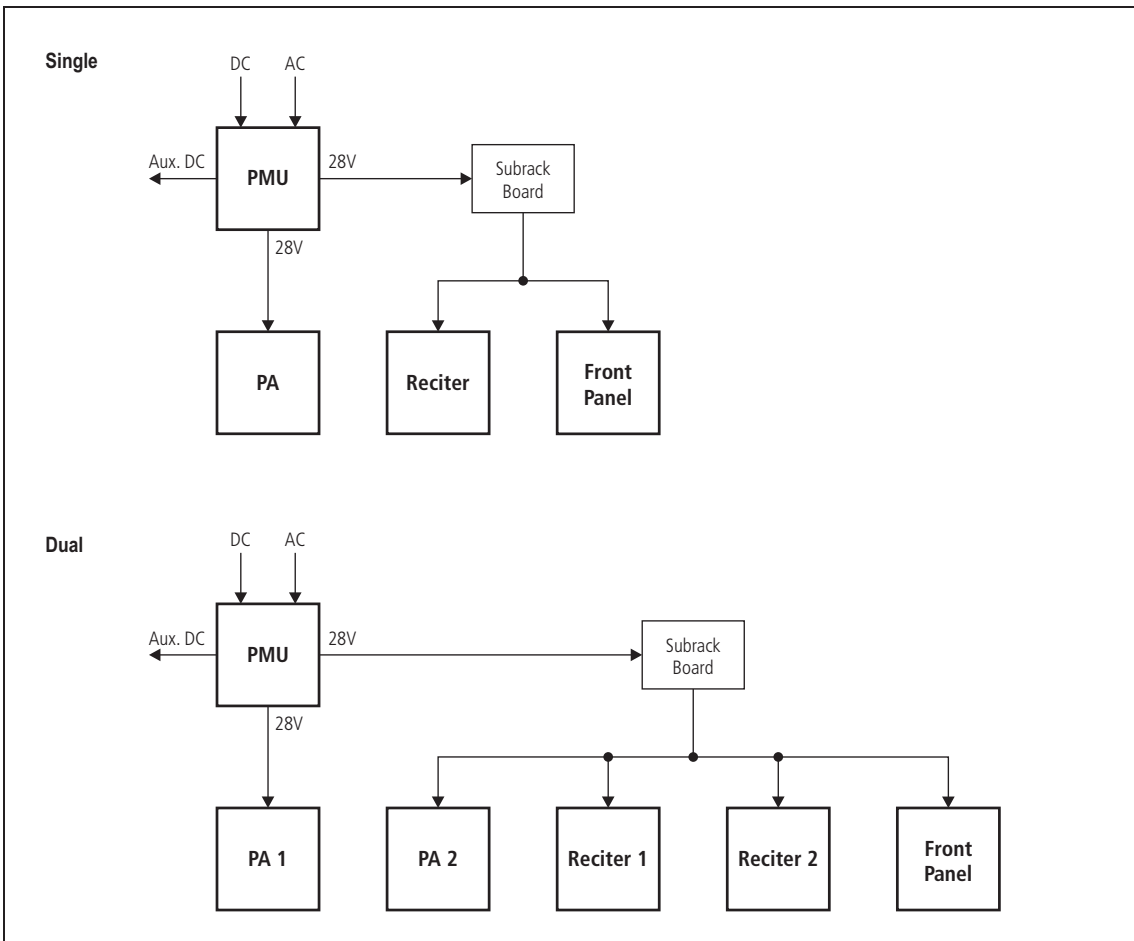 Single
DC AC
Aux. DC
PMU
28V
Subrack
Board
28V
PA
Reciter
Front
Panel
Dual
DC AC
Aux. DC
PMU
28V
Subrack
Board
28V
PA 1
PA 2
Reciter 1
Reciter 2
Front
Panel